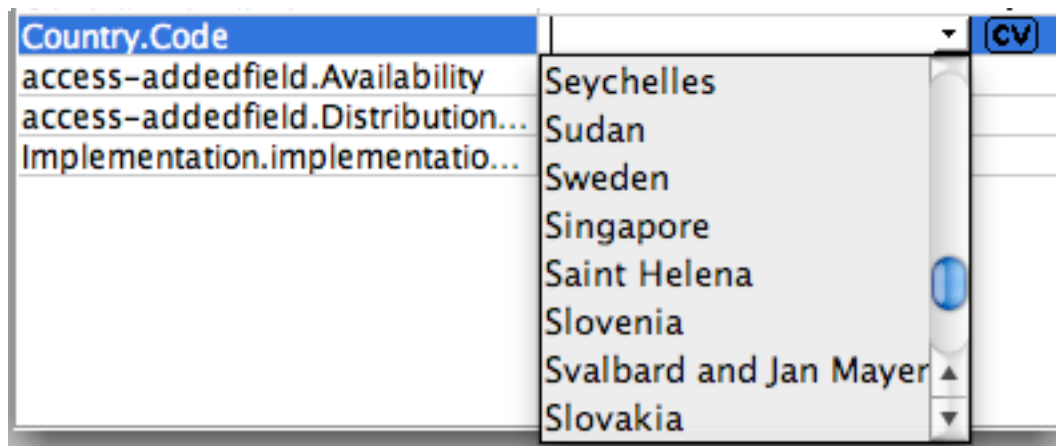 Country.Code
CV
access-addedfield.Availability
access-addedfield.Distribution...
Implementation.implementatio...
Seychelles
Sudan
Sweden
Singapore
Saint Helena
Slovenia
Svalbard and Jan Mayen
Slovakia